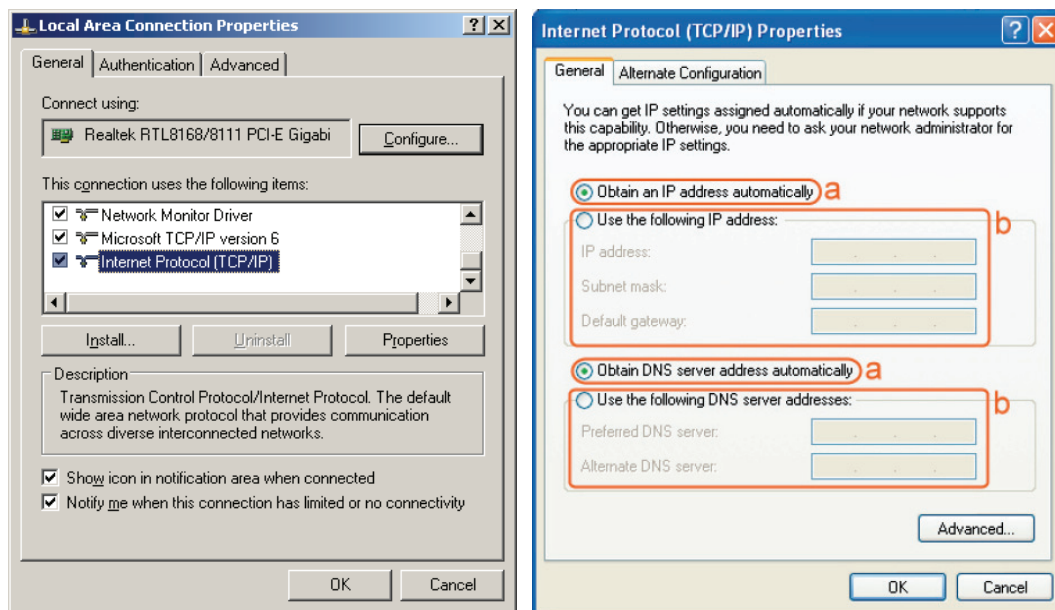 Local Area Connection Properties
General Authentication Advanced
Connect using:
Realtek RTL8168/8111 PCI-E Gigabi
Configure...
This connection uses the following items:
Network Monitor Driver
Microsoft TCP/IP version 6
Internet Protocol (TCP/IP)
Install... Uninstall Properties
Description
Transmission Control Protocol/Internet Protocol. The default
wide area network protocol that provides communication
across diverse interconnected networks.
Show icon in notification area when connected
Notify me when this connection has limited or no connectivity
OK Cancel
Internet Protocol (TCP/IP) Properties
General Alternate Configuration
You can get IP settings assigned automatically if your network supports
this capability. Otherwise, you need to ask your network administrator for
the appropriate IP settings.
Obtain an IP address automatically a
Use the following IP address: b
IP address:
Subnet mask:
Default gateway:
Obtain DNS server address automatically a
Use the following DNS server addresses: b
Preferred DNS server:
Alternate DNS server:
Advanced...
OK Cancel